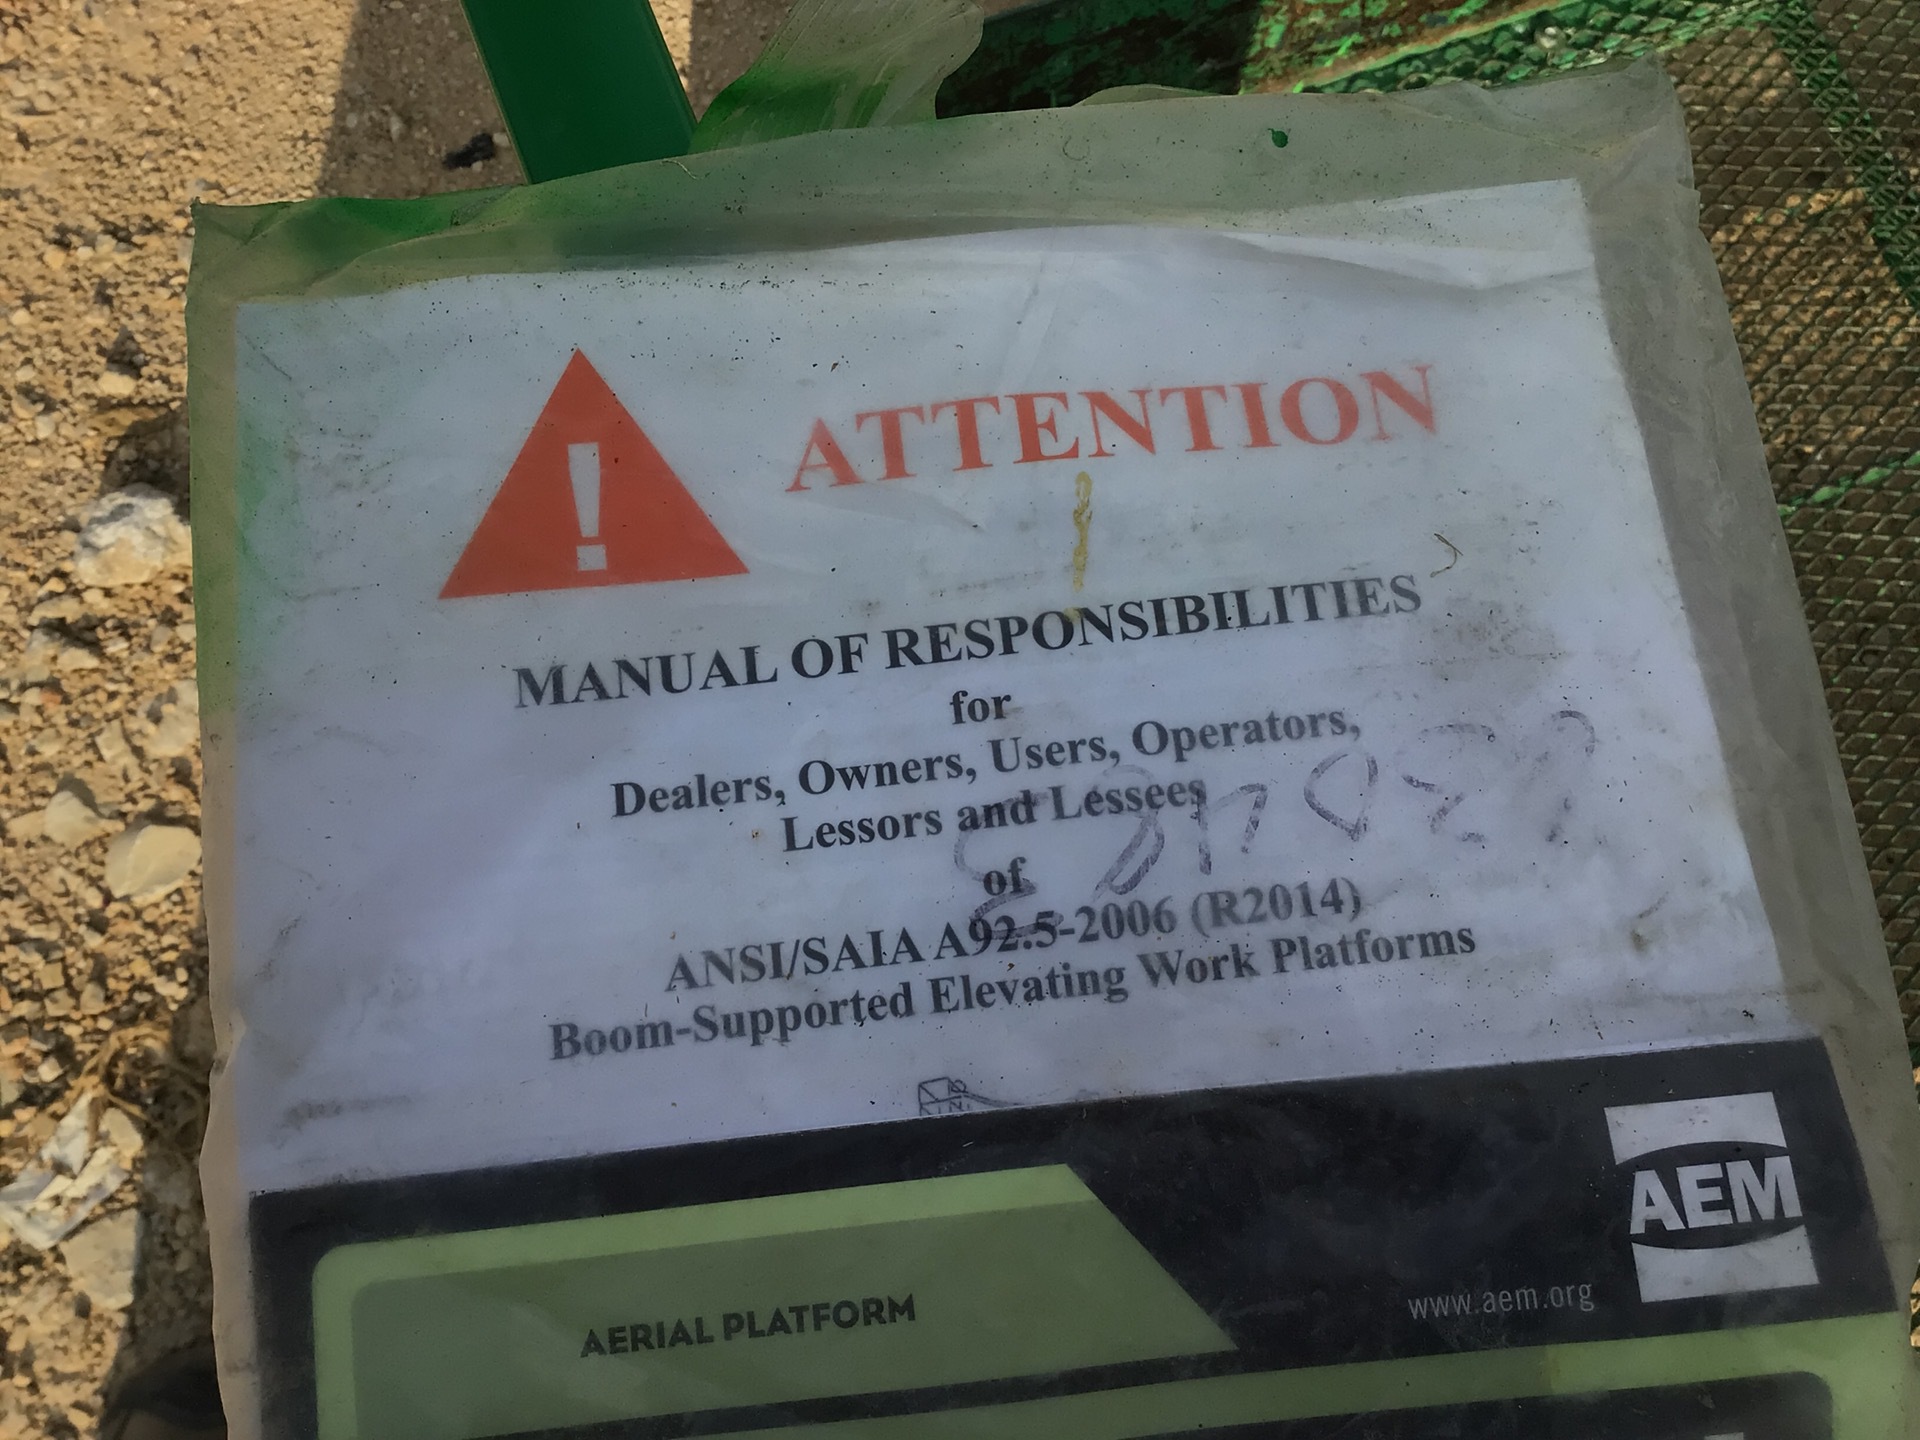 ATTENTION
MANUAL OF RESPONSIBILITIES
for
Dealers, Owners, Users, Operators,
Lessors and Lessees
of
ANSI/SAIA A92.5-2006 (R2014)
Boom-Supported Elevating Work Platforms
AEM
www.aem.org
AERIAL PLATFORM